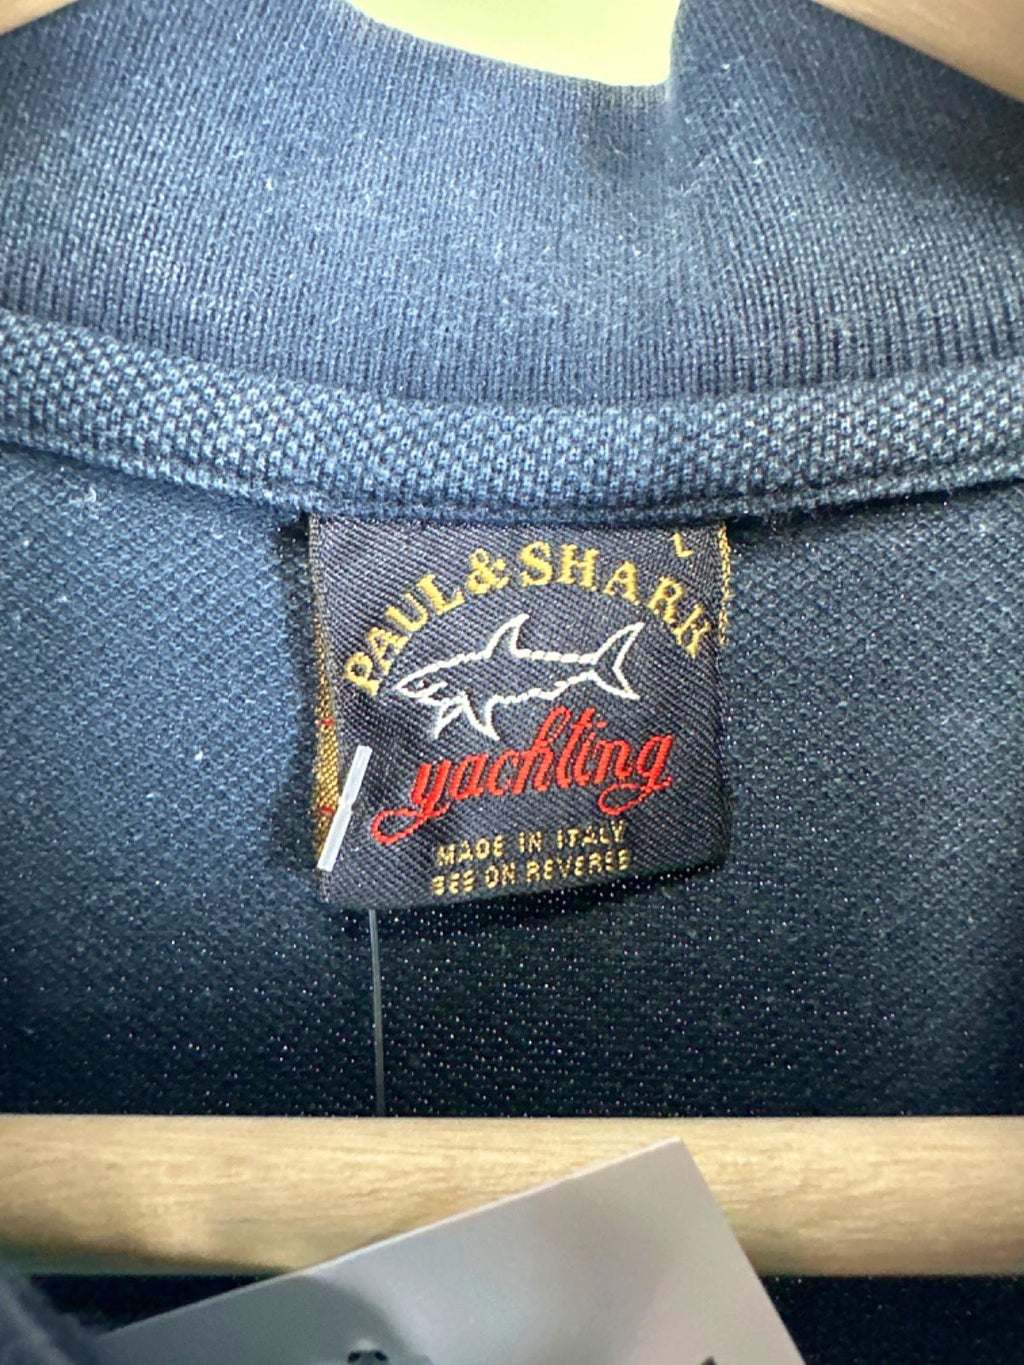 L
PAUL & SHARK
yachting
MADE IN ITALY
SEE ON REVERSE